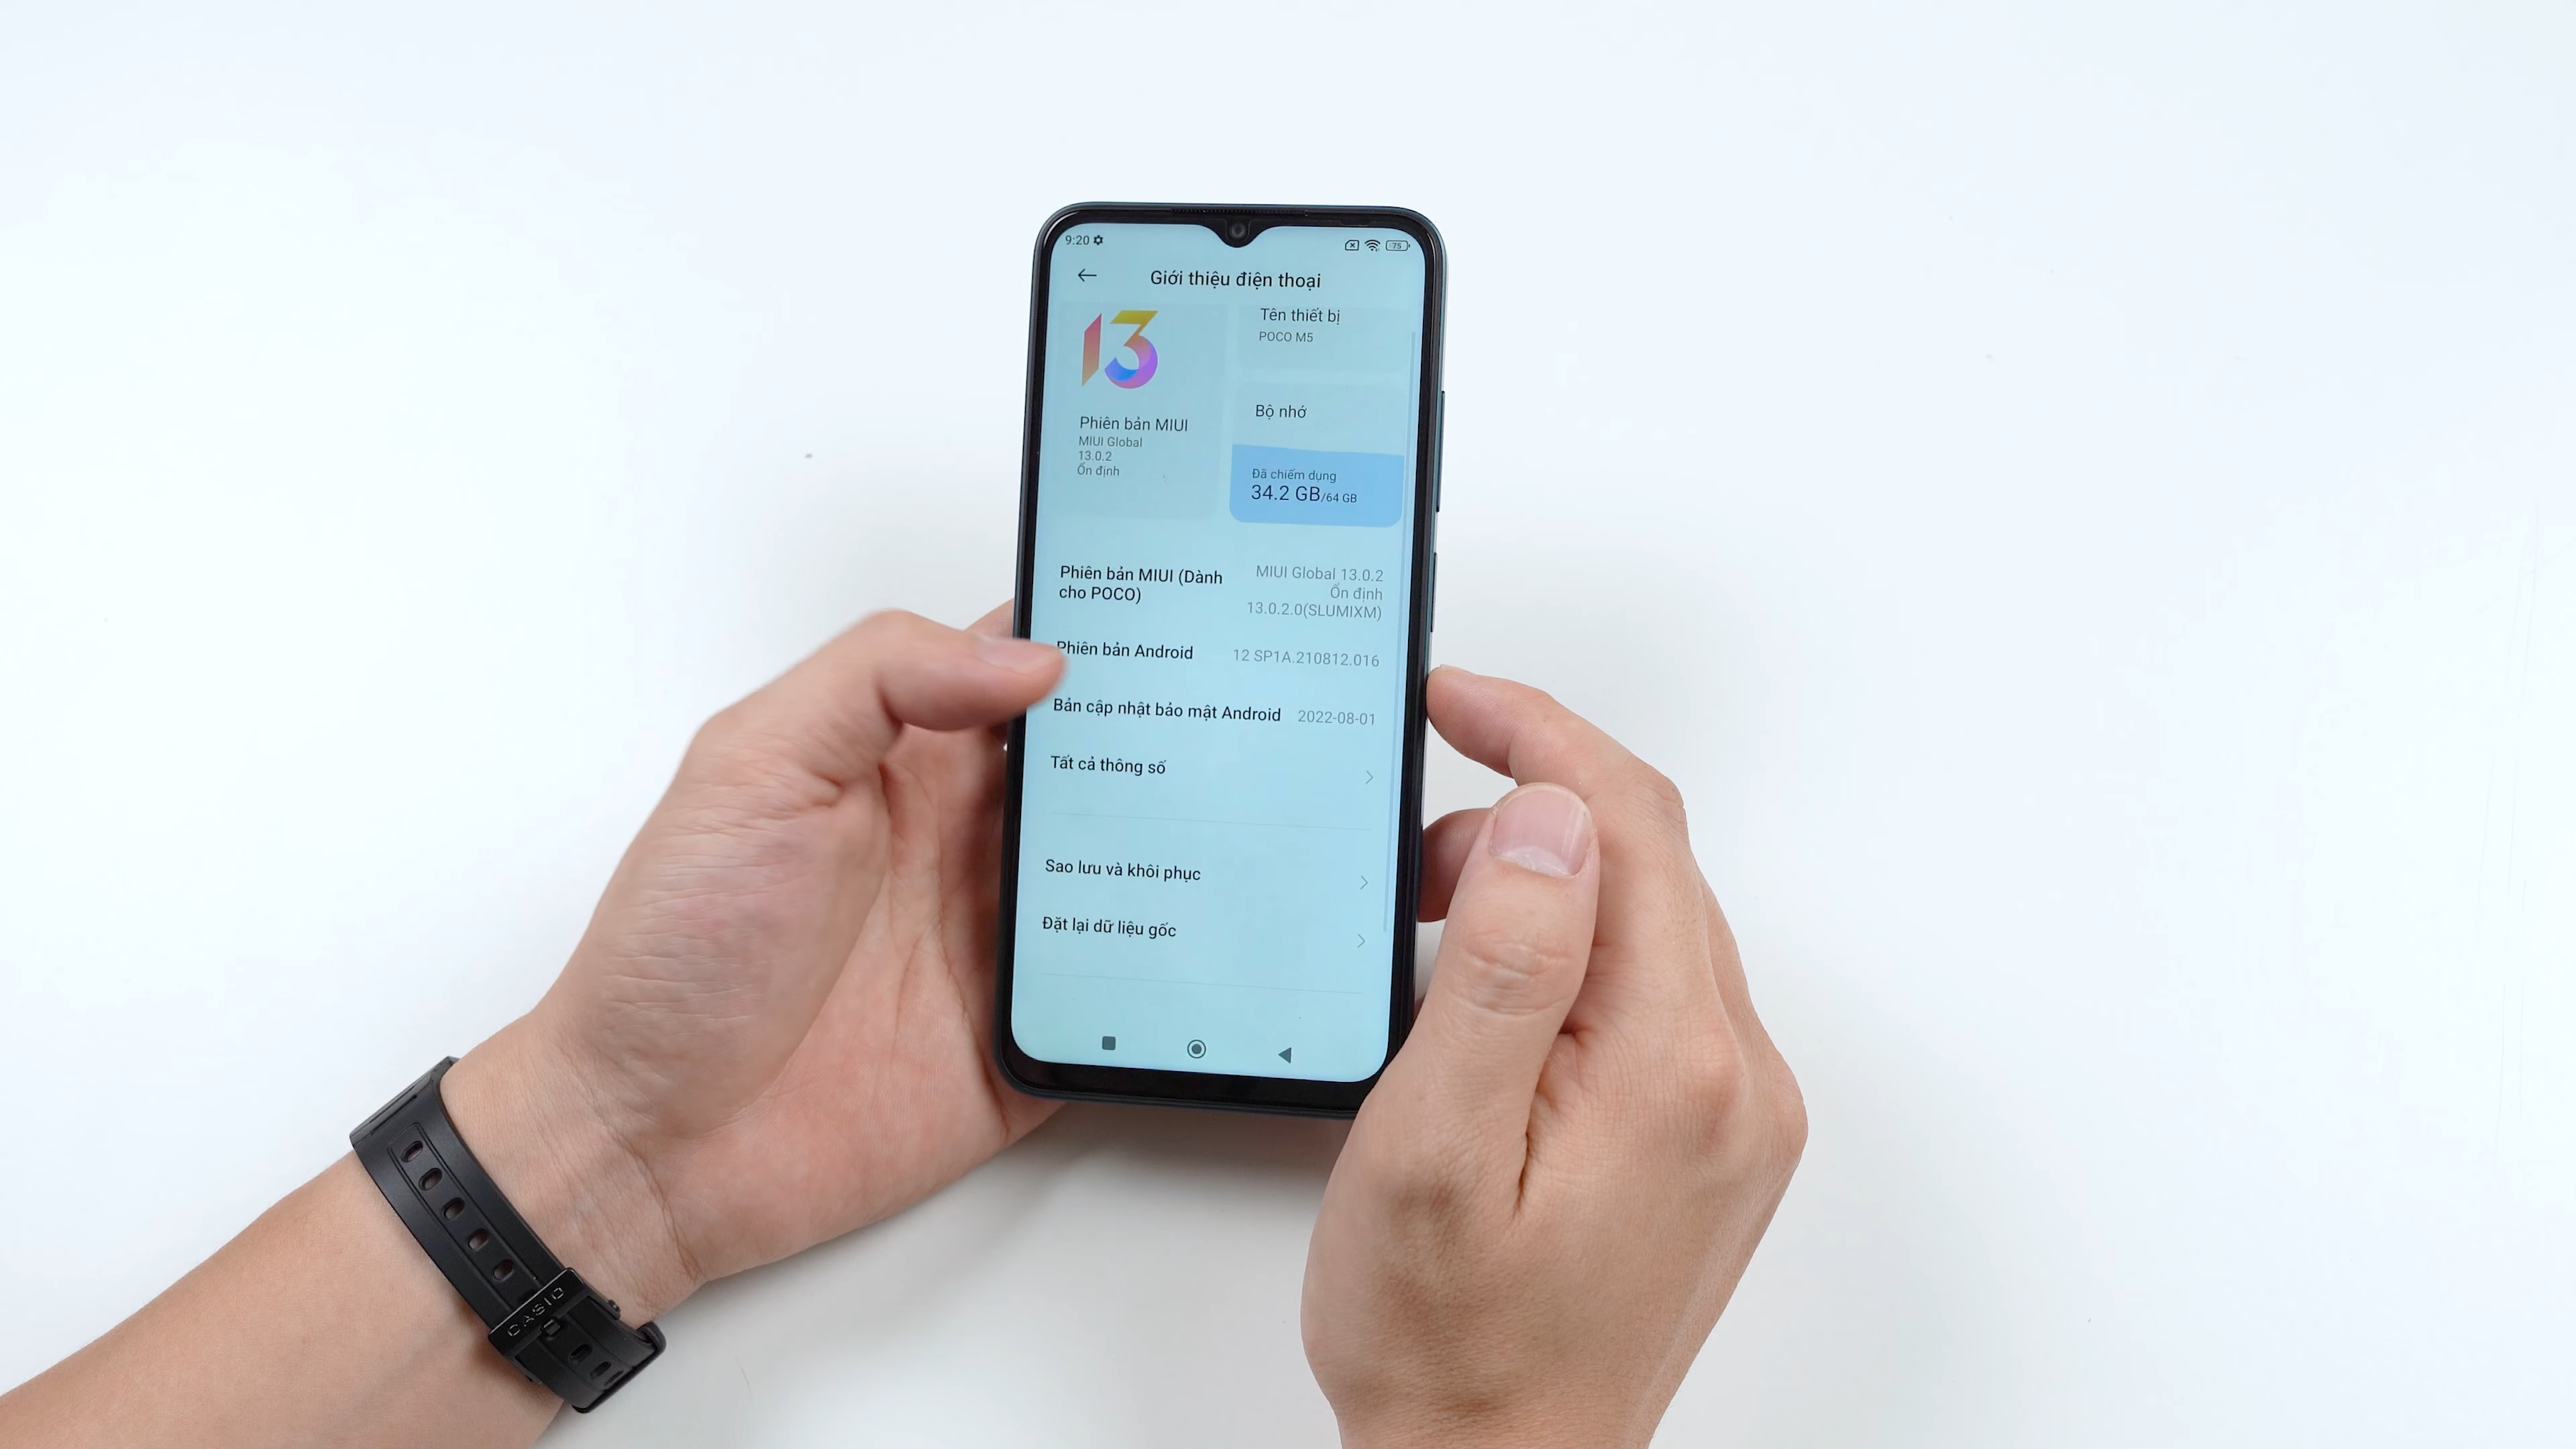 9:20
75
Giới thiệu điện thoại
13
Tên thiết bị
POCO M5
Phiên bản MIUI
MIUI Global
13.0.2
Ổn định
Bộ nhớ
Đã chiếm dụng
34.2 GB/64 GB
Phiên bản MIUI (Dành
cho POCO)
MIUI Global 13.0.2
Ổn định
13.0.2.0(SLUMIXM)
Phiên bản Android
12 SP1A.210812.016
Bản cập nhật bảo mật Android
2022-08-01
Tất cả thông số
Sao lưu và khôi phục
Đặt lại dữ liệu gốc
CASIO